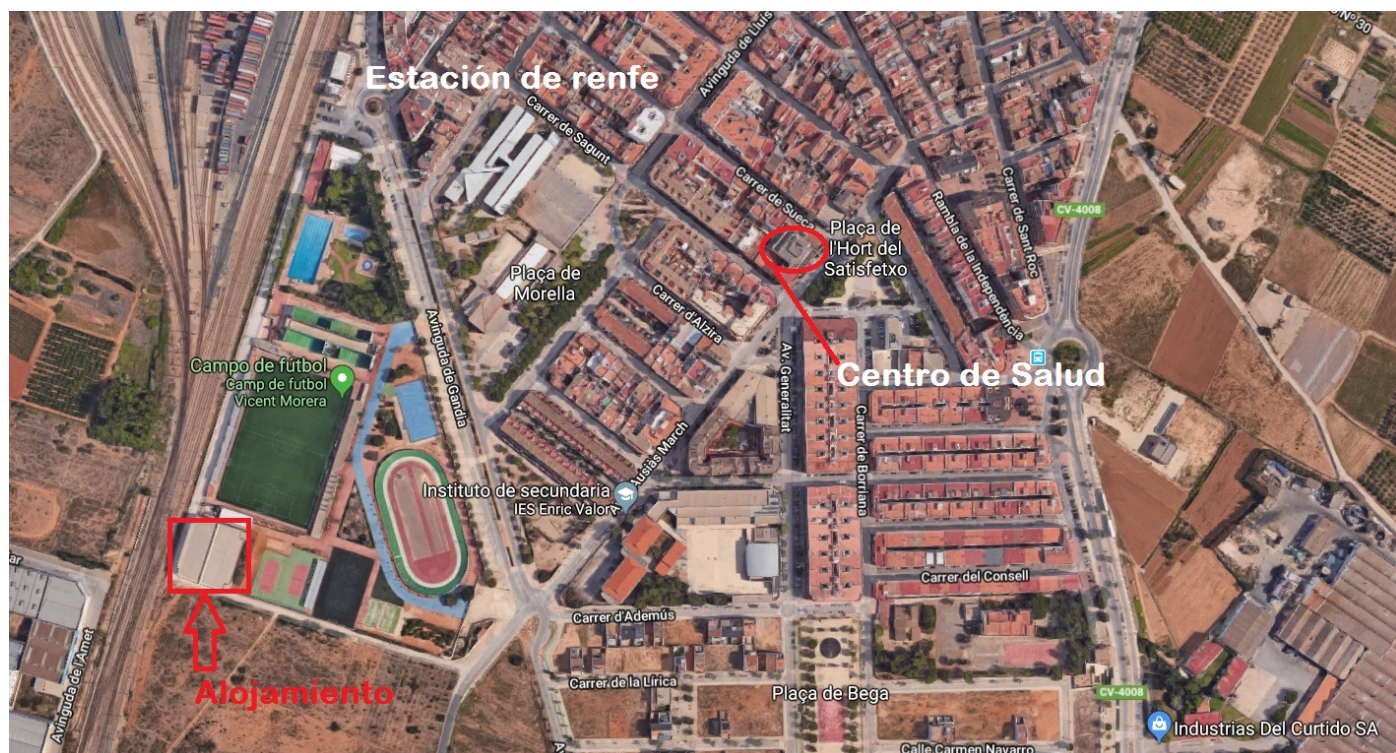 Nº 30
Avinguda de Lluís
Estación de renfe
Carrer de Sagunt
Carrer de Sueca
Rambla de la Independència
Carrer de Sant Roc
CV-4008
Plaça de
l'Hort del
Satisfetxo
Plaça de
Morella
Carrer d'Alzira
Avinguda de Gandia
Av. Generalitat
Campo de fútbol
Camp de futbol
Vicent Morera
Centro de Salud
Carrer de Borriana
Ausiàs March
Instituto de secundaria
IES Enric Valor
Carrer del Consell
Carrer d'Ademús
Avinguda de l'Amet
Alojamiento
Carrer de la Lírica
Plaça de Bega
CV-4008
Industrias Del Curtido SA
Calle Carmen Navarro